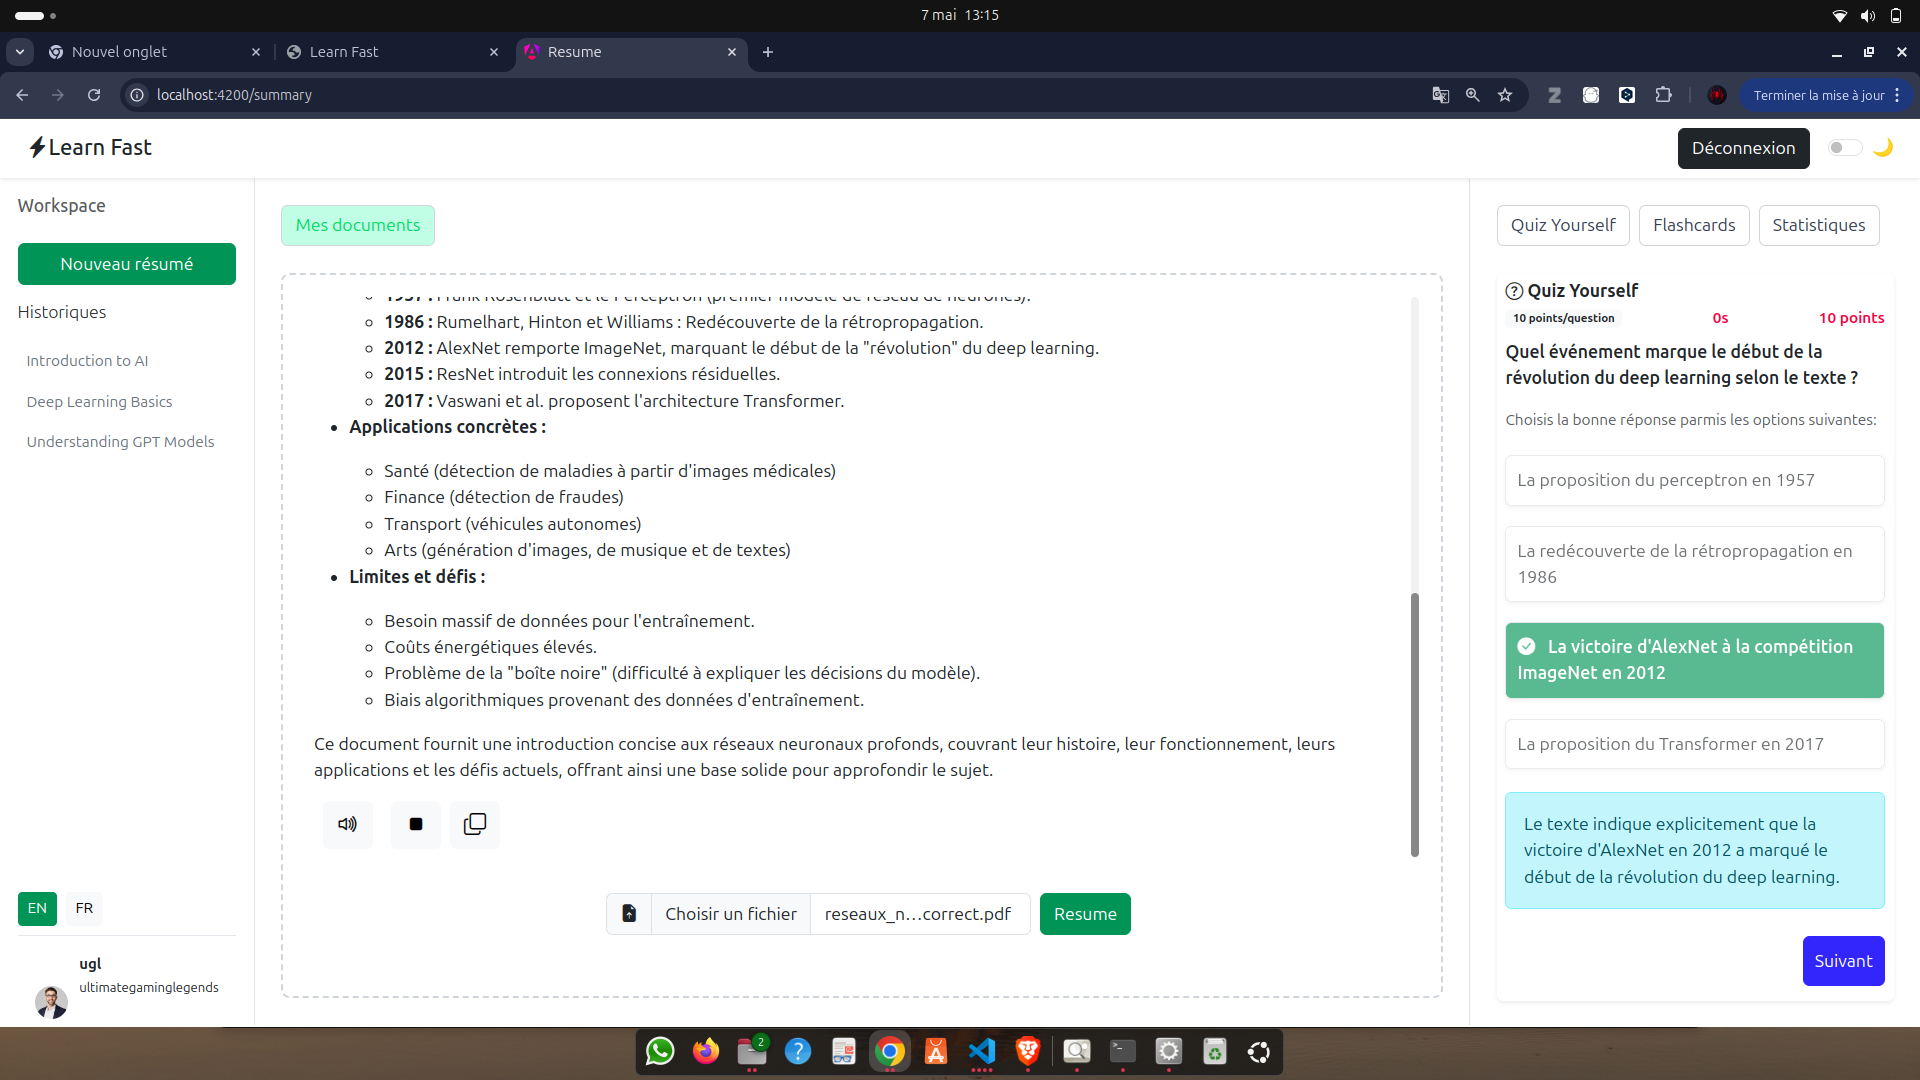 7 mai 13:15
Nouvel onglet
Learn Fast
Resume
localhost:4200/summary
Terminer la mise à jour
Learn Fast
Déconnexion
Workspace
Nouveau résumé
Historiques
Introduction to AI
Deep Learning Basics
Understanding GPT Models
EN FR
ugl
ultimategaminglegends
Mes documents
1957 : Frank Rosenblatt et le Perceptron (premier modèle de réseau de neurones).
1986 : Rumelhart, Hinton et Williams : Redécouverte de la rétropropagation.
2012 : AlexNet remporte ImageNet, marquant le début de la "révolution" du deep learning.
2015 : ResNet introduit les connexions résiduelles.
2017 : Vaswani et al. proposent l'architecture Transformer.
Applications concrètes :
Santé (détection de maladies à partir d'images médicales)
Finance (détection de fraudes)
Transport (véhicules autonomes)
Arts (génération d'images, de musique et de textes)
Limites et défis :
Besoin massif de données pour l'entraînement.
Coûts énergétiques élevés.
Problème de la "boîte noire" (difficulté à expliquer les décisions du modèle).
Biais algorithmiques provenant des données d'entraînement.
Ce document fournit une introduction concise aux réseaux neuronaux profonds, couvrant leur histoire, leur fonctionnement, leurs
applications et les défis actuels, offrant ainsi une base solide pour approfondir le sujet.
Choisir un fichier reseaux_n...correct.pdf Resume
Quiz Yourself Flashcards Statistiques
Quiz Yourself
10 points/question 0s 10 points
Quel événement marque le début de la
révolution du deep learning selon le texte ?
Choisis la bonne réponse parmis les options suivantes:
La proposition du perceptron en 1957
La redécouverte de la rétropropagation en
1986
La victoire d'AlexNet à la compétition
ImageNet en 2012
La proposition du Transformer en 2017
Le texte indique explicitement que la
victoire d'AlexNet en 2012 a marqué le
début de la révolution du deep learning.
Suivant
2